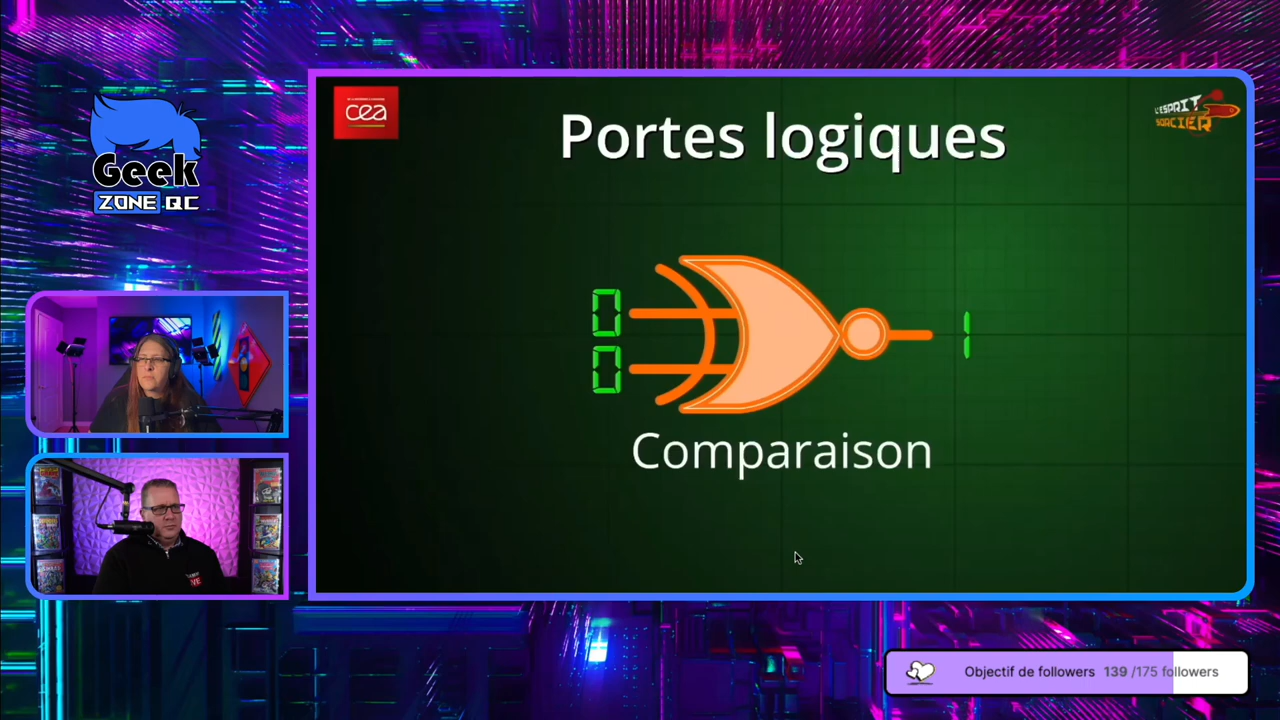 cea
Portes logiques
L'ESPRIT
SORCIER
Geek
ZONE QC
0
0
1
Comparaison
Objectif de followers 139 /175 followers